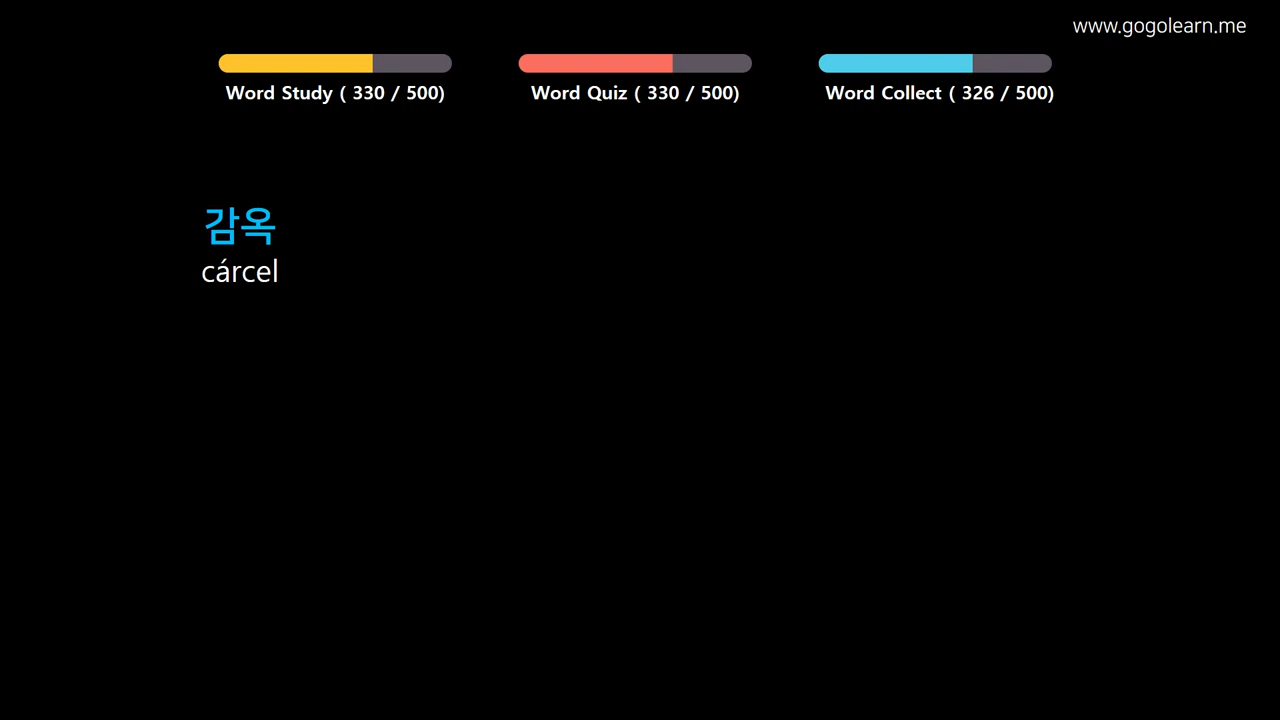 www.gogolearn.me
Word Study ( 330 / 500)
Word Quiz ( 330 / 500)
Word Collect ( 326 / 500)
감옥
cárcel